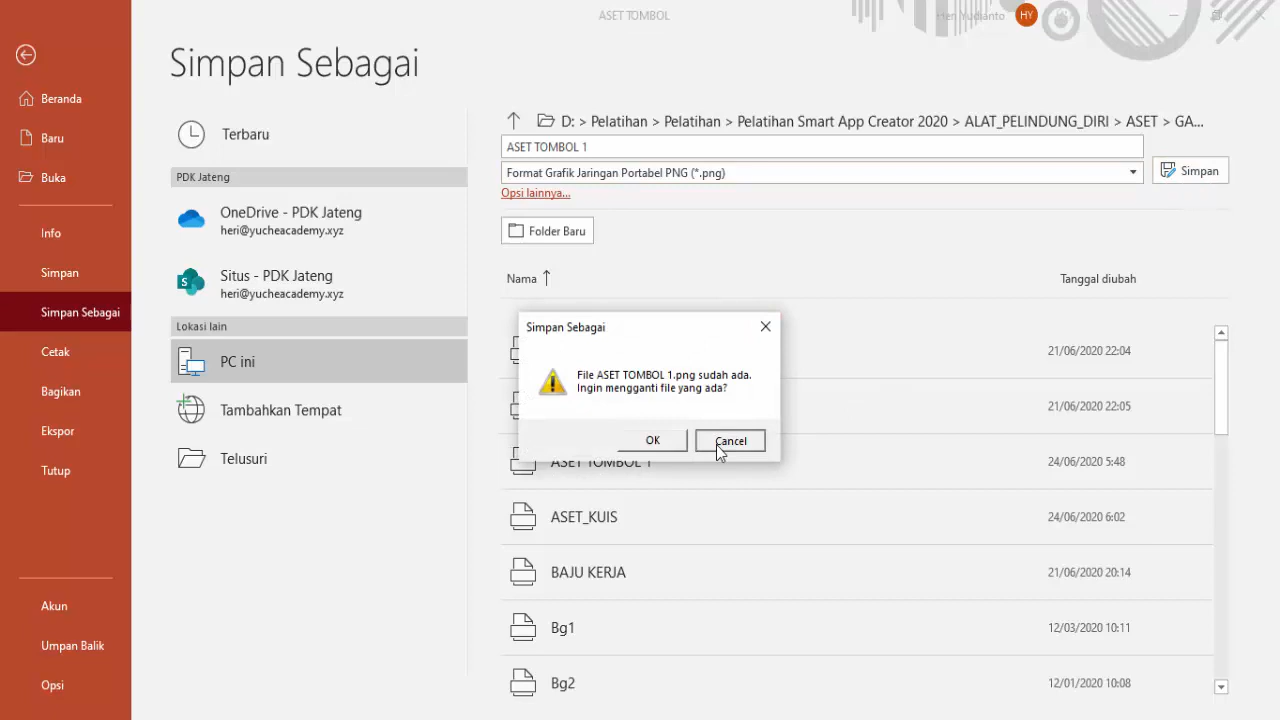 ASET TOMBOL
Heri Yudianto
HY
Simpan Sebagai
Beranda
Baru
Buka
Info
Simpan
Simpan Sebagai
Cetak
Bagikan
Ekspor
Tutup
Akun
Umpan Balik
Opsi
Terbaru
PDK Jateng
OneDrive - PDK Jateng
heri@yucheacademy.xyz
Situs - PDK Jateng
heri@yucheacademy.xyz
Lokasi lain
PC ini
Tambahkan Tempat
Telusuri
D: > Pelatihan > Pelatihan > Pelatihan Smart App Creator 2020 > ALAT_PELINDUNG_DIRI > ASET > GA...
ASET TOMBOL 1
Format Grafik Jaringan Portabel PNG (*.png)
Simpan
Opsi lainnya...
Folder Baru
Nama
Tanggal diubah
21/06/2020 22:04
21/06/2020 22:05
Simpan Sebagai
File ASET TOMBOL 1.png sudah ada.
Ingin mengganti file yang ada?
OK
Cancel
ASET TOMBOL 1
24/06/2020 5:48
ASET_KUIS
24/06/2020 6:02
BAJU KERJA
21/06/2020 20:14
Bg1
12/03/2020 10:11
Bg2
12/01/2020 10:08